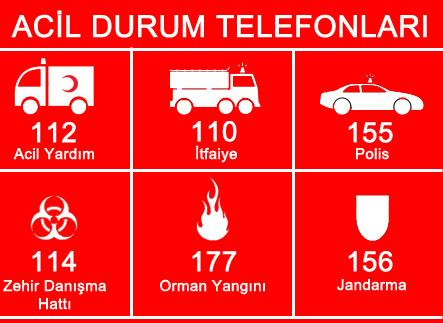 ACİL DURUM TELEFONLARI
112
Acil Yardım
110
İtfaiye
155
Polis
114
Zehir Danışma
Hattı
177
Orman Yangını
156
Jandarma